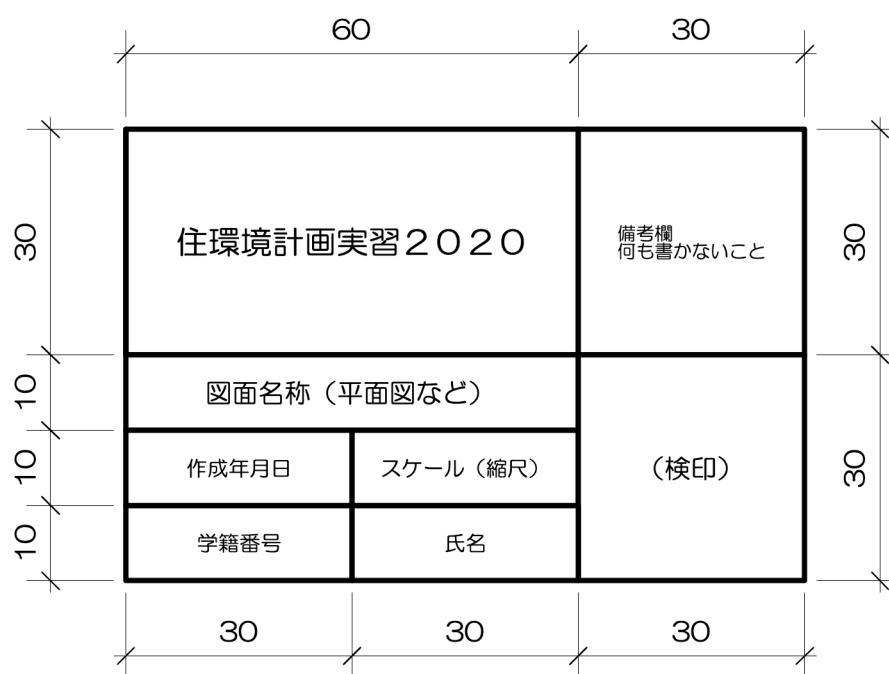 60
30
30
住環境計画実習２０２０
備考欄
何も書かないこと
30
10
図面名称（平面図など）
10
作成年月日
スケール（縮尺）
（検印）
30
10
学籍番号
氏名
30
30
30